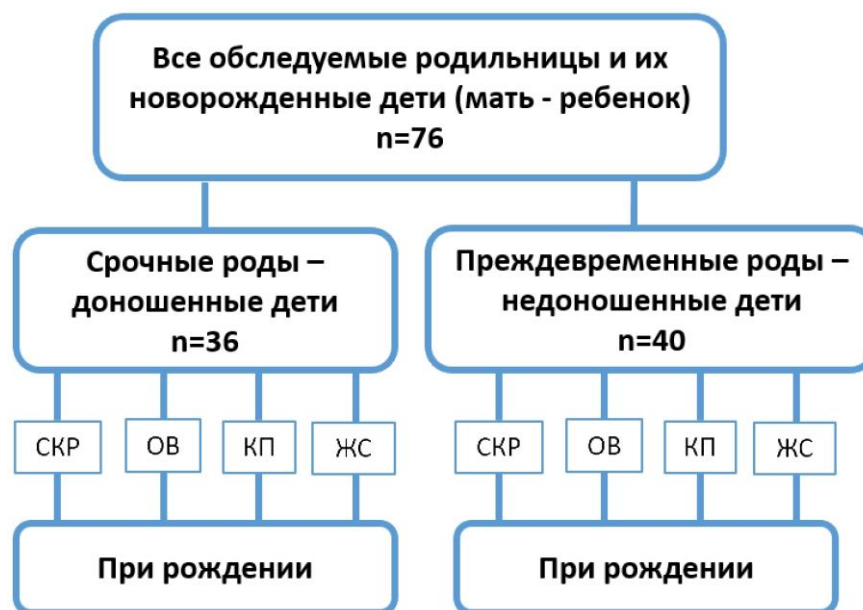 Все обследуемые родильницы и их
новорожденные дети (мать - ребенок)
n=76
Срочные роды –
доношенные дети
n=36
Преждевременные роды –
недоношенные дети
n=40
СКР
ОВ
КП
ЖС
СКР
ОВ
КП
ЖС
При рождении
При рождении